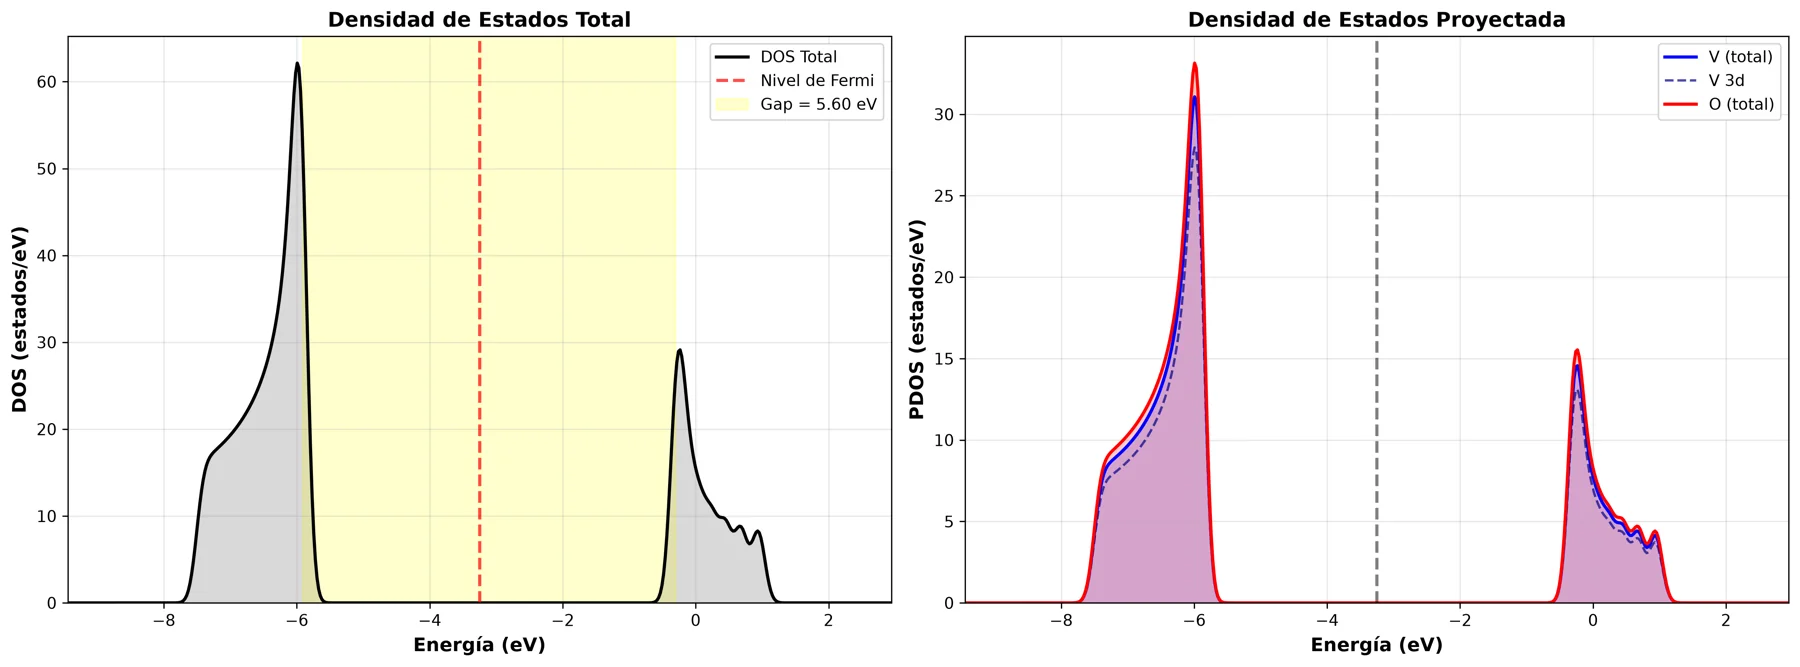 Densidad de Estados Total
DOS (estados/eV)
60
50
40
30
20
10
0
−8
−6
−4
−2
0
2
Energía (eV)
DOS Total
Nivel de Fermi
Gap = 5.60 eV
Densidad de Estados Proyectada
PDOS (estados/eV)
30
25
20
15
10
5
0
−8
−6
−4
−2
0
2
Energía (eV)
V (total)
V 3d
O (total)